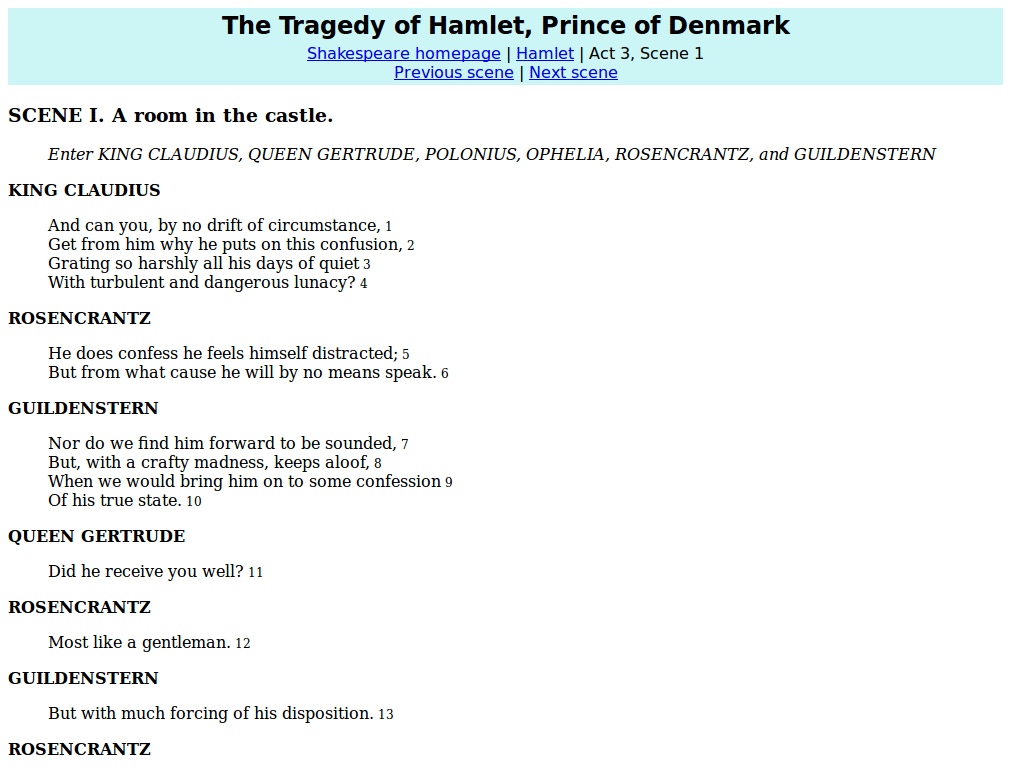 The Tragedy of Hamlet, Prince of Denmark
Shakespeare homepage | Hamlet | Act 3, Scene 1
Previous scene | Next scene
SCENE I. A room in the castle.
Enter KING CLAUDIUS, QUEEN GERTRUDE, POLONIUS, OPHELIA, ROSENCRANTZ, and GUILDENSTERN
KING CLAUDIUS
And can you, by no drift of circumstance, 1
Get from him why he puts on this confusion, 2
Grating so harshly all his days of quiet 3
With turbulent and dangerous lunacy? 4
ROSENCRANTZ
He does confess he feels himself distracted; 5
But from what cause he will by no means speak. 6
GUILDENSTERN
Nor do we find him forward to be sounded, 7
But, with a crafty madness, keeps aloof, 8
When we would bring him on to some confession 9
Of his true state. 10
QUEEN GERTRUDE
Did he receive you well? 11
ROSENCRANTZ
Most like a gentleman. 12
GUILDENSTERN
But with much forcing of his disposition. 13
ROSENCRANTZ